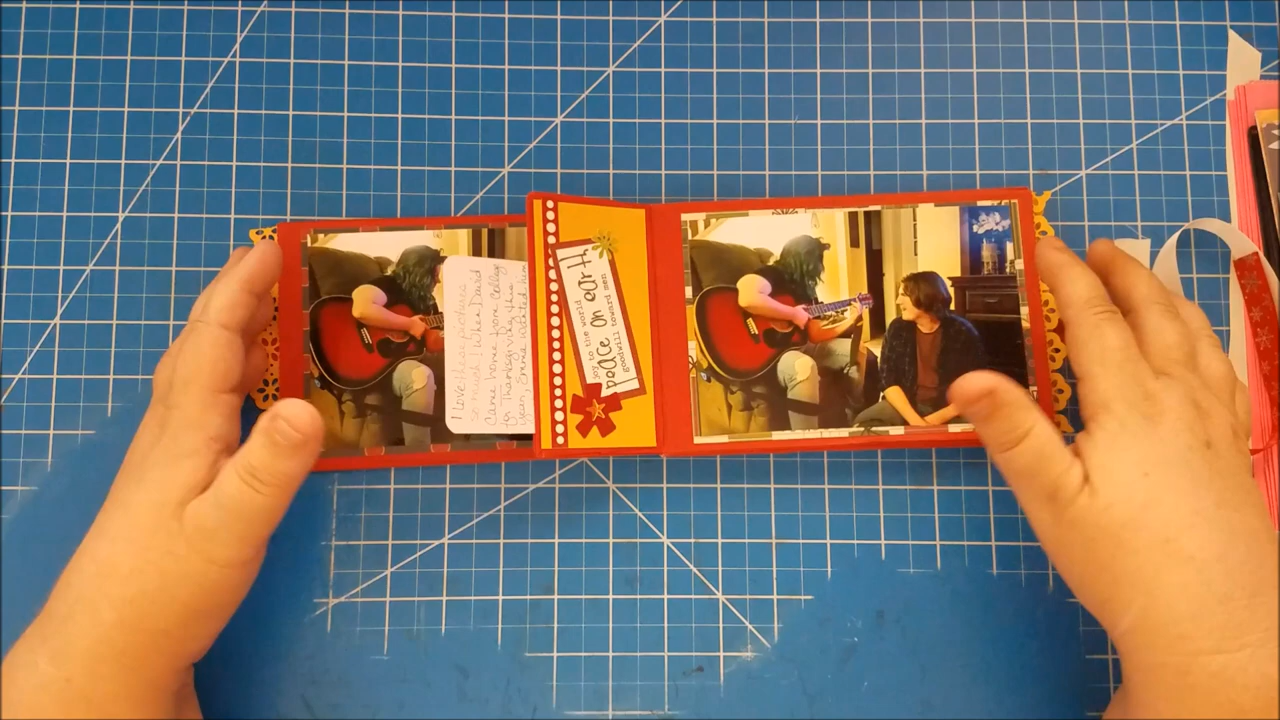 I love these pictures
so much! When David
came home from college
for Thanksgiving this
year, Emma wanted him
joy to the world
peace on earth
goodwill toward men